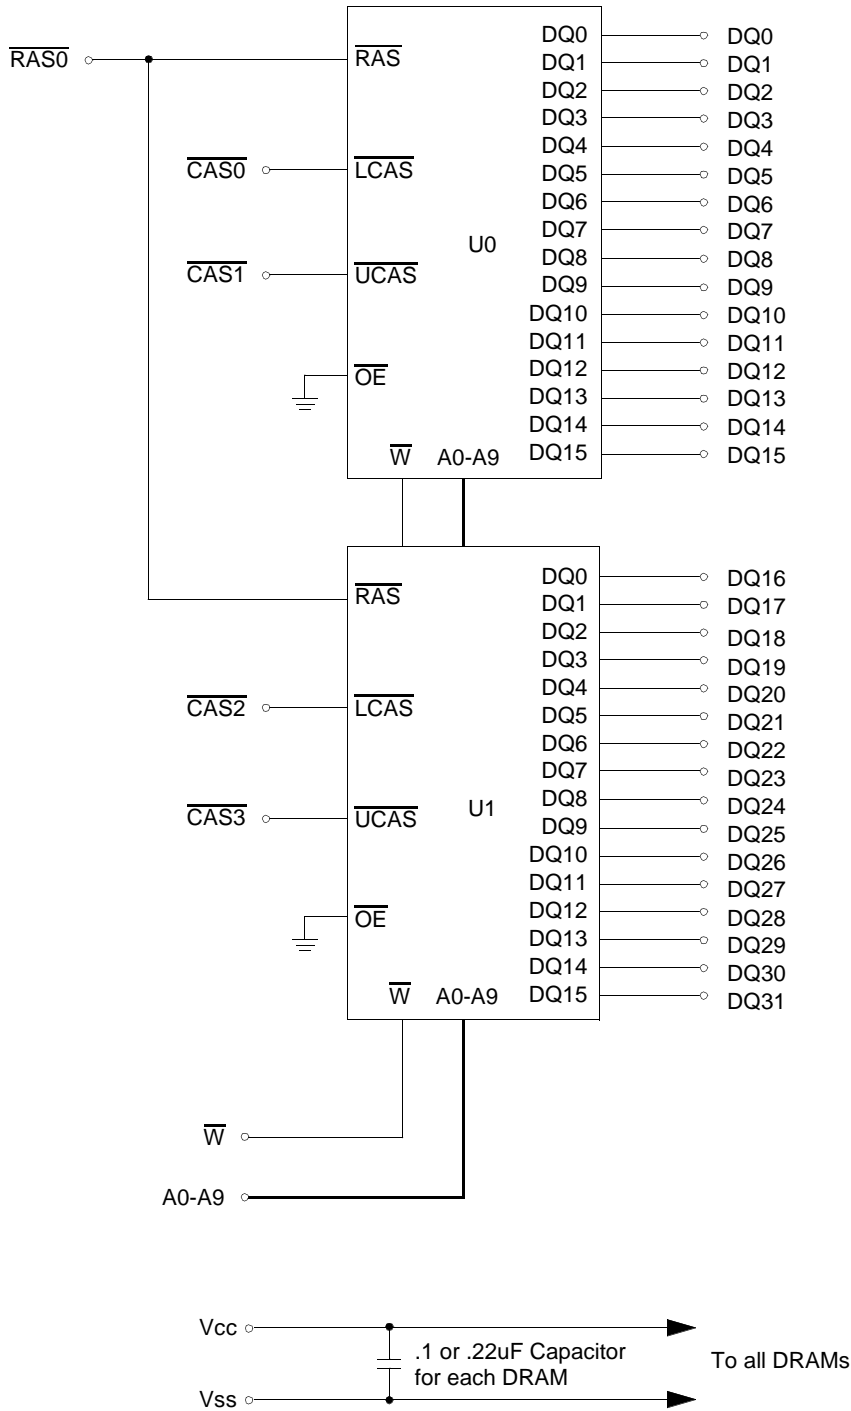 DQ0 DQ0
RAS0 RAS DQ1 DQ1
DQ2 DQ2
DQ3 DQ3
DQ4 DQ4
CAS0 LCAS DQ5 DQ5
DQ6 DQ6
DQ7 DQ7
U0
DQ8 DQ8
CAS1 UCAS DQ9 DQ9
DQ10 DQ10
DQ11 DQ11
OE DQ12 DQ12
DQ13 DQ13
DQ14 DQ14
W A0-A9 DQ15 DQ15
DQ0 DQ16
RAS DQ1 DQ17
DQ2 DQ18
DQ3 DQ19
DQ4 DQ20
CAS2 LCAS DQ5 DQ21
DQ6 DQ22
DQ7 DQ23
DQ8 DQ24
CAS3 UCAS U1 DQ9 DQ25
DQ10 DQ26
DQ11 DQ27
OE DQ12 DQ28
DQ13 DQ29
DQ14 DQ30
W A0-A9 DQ15 DQ31
W
A0-A9
Vcc
.1 or .22uF Capacitor
for each DRAM
To all DRAMs
Vss